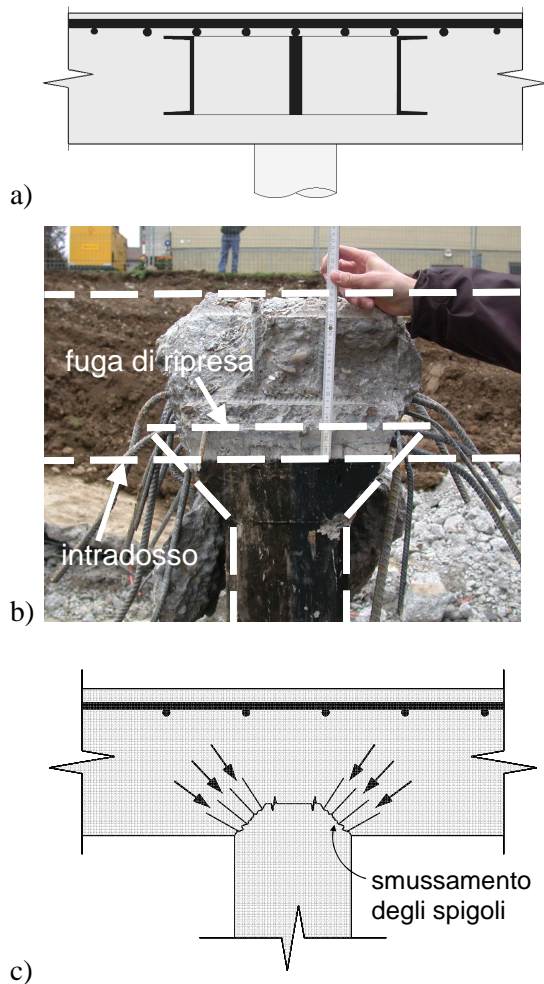 a)
fuga di ripresa
intradosso
b)
smussamento
degli spigoli
c)